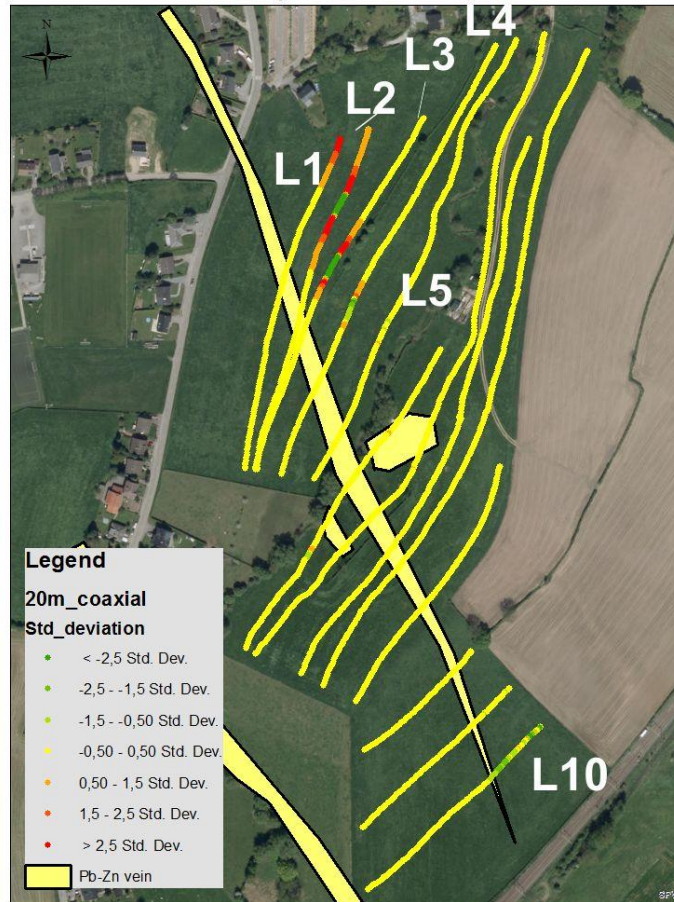 N
L4
L3
L2
L1
L5
L10
Legend
20m_coaxial
Std_deviation
< -2,5 Std. Dev.
-2,5 - -1,5 Std. Dev.
-1,5 - -0,50 Std. Dev.
-0,50 - 0,50 Std. Dev.
0,50 - 1,5 Std. Dev.
1,5 - 2,5 Std. Dev.
> 2,5 Std. Dev.
Pb-Zn vein